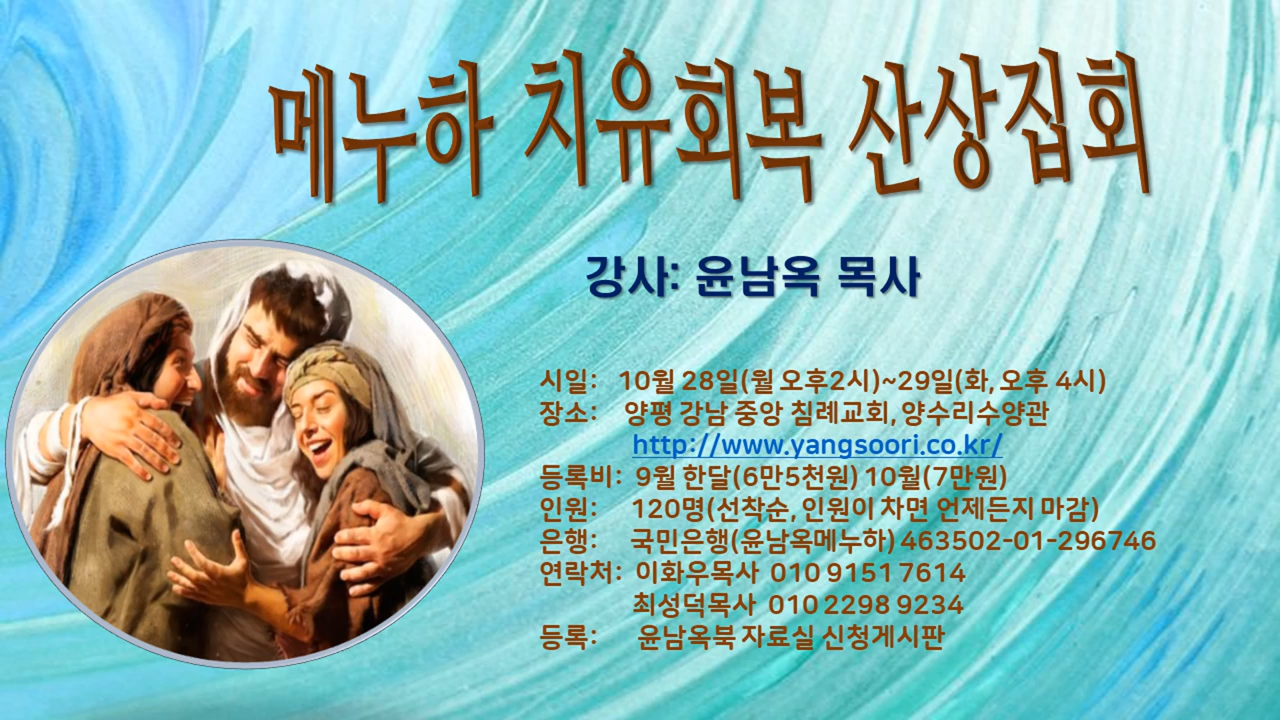 메누하 치유회복 산상집회
강사: 윤남옥 목사
시일: 10월 28일(월 오후2시)~29일(화, 오후 4시)
장소: 양평 강남 중앙 침례교회, 양수리수양관
http://www.yangsoori.co.kr/
등록비: 9월 한달(6만5천원) 10월(7만원)
인원: 120명(선착순, 인원이 차면 언제든지 마감)
은행: 국민은행(윤남옥메누하) 463502-01-296746
연락처: 이화우목사 010 9151 7614
최성덕목사 010 2298 9234
등록: 윤남옥북 자료실 신청게시판